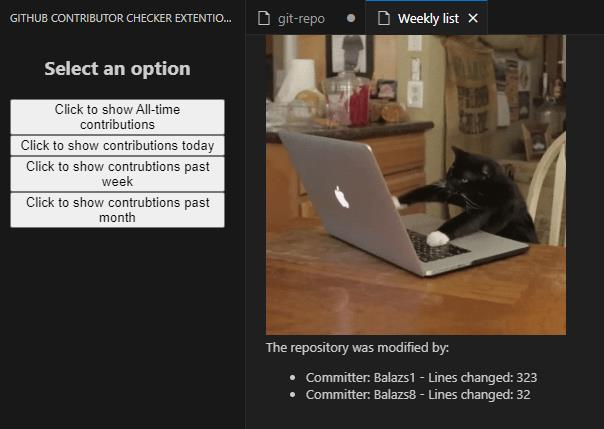 GITHUB CONTRIBUTOR CHECKER EXTENTIO...
Select an option
Click to show All-time
contributions
Click to show contributions today
Click to show contrubtions past
week
Click to show contrubtions past
month
git-repo
Weekly list
The repository was modified by:
Committer: Balazs1 - Lines changed: 323
Committer: Balazs8 - Lines changed: 32